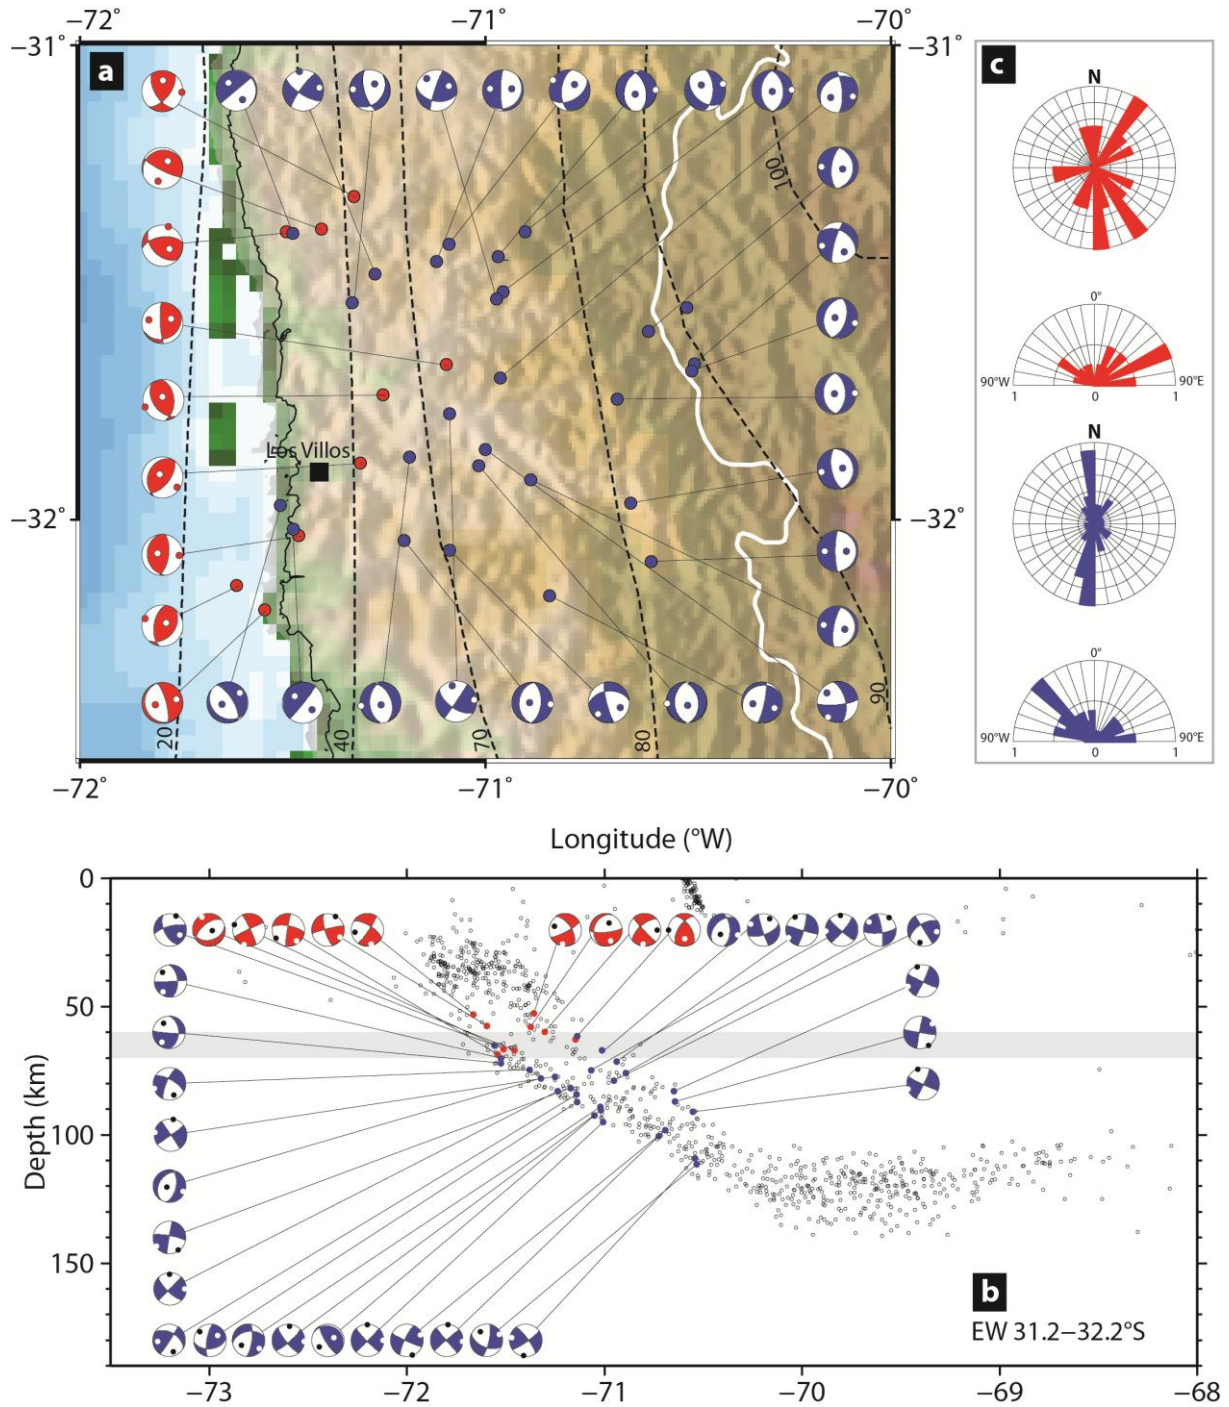 −72˚ −71˚ −70˚
−31˚ −31˚
a
100
Los Villos
−32˚ −32˚
20 40 70 80 90
−72˚ −71˚ −70˚
c
N
0°
90°W 90°E
1 0 1
N
0°
90°W 90°E
1 0 1
Longitude (°W)
0
50
100
150
Depth (km)
b
EW 31.2−32.2°S
−73 −72 −71 −70 −69 −68